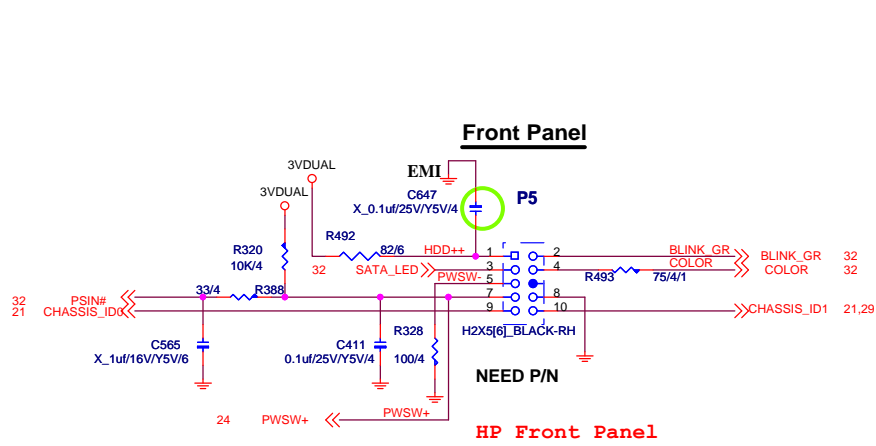 Front Panel
3VDUAL
EMI
3VDUAL
C647
X_0.1uf/25V/Y5V/4
P5
R492
R320
10K/4
82/6
HDD++
1
2
BLINK_GR
BLINK_GR
32
32
SATA_LED
3
4
COLOR
R493
75/4/1
COLOR
32
PWSW-
5
33/4
R388
7
8
32
PSIN#
21
CHASSIS_ID0
9
10
CHASSIS_ID1
21,29
C565
X_1uf/16V/Y5V/6
C411
0.1uf/25V/Y5V/4
R328
100/4
H2X5[6]_BLACK-RH
NEED P/N
24
PWSW+
PWSW+
HP Front Panel